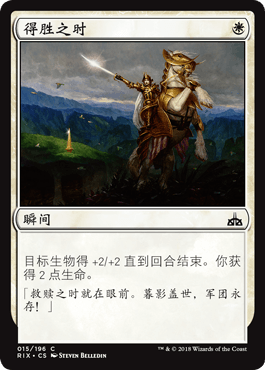 得胜之时
瞬间
目标生物得 +2/+2 直到回合结束。你获
得 2 点生命。
「救赎之时就在眼前。暮影盖世，军团永
存！」
015/196 C
RIX • CS Steven Belledin
™ & © 2018 Wizards of the Coast